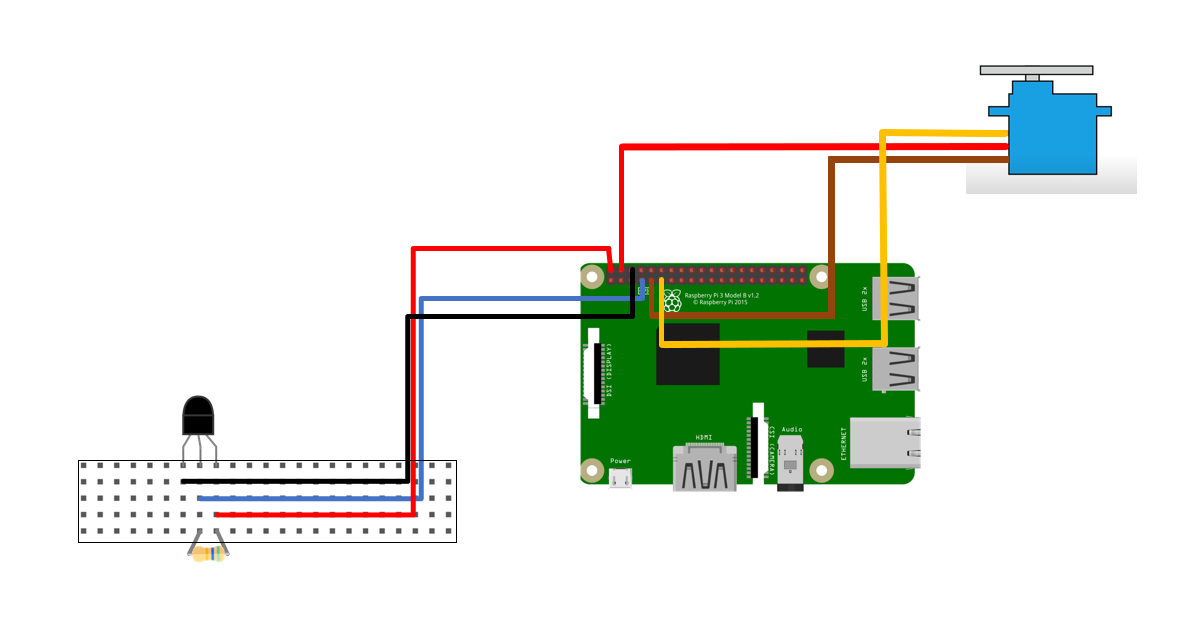 Raspberry Pi 3 Model B v1.2
© Raspberry Pi 2015
USB 2x
DSI (DISPLAY)
USB 2x
HDMI
Audio
CSI (CAMERA)
ETHERNET
Power